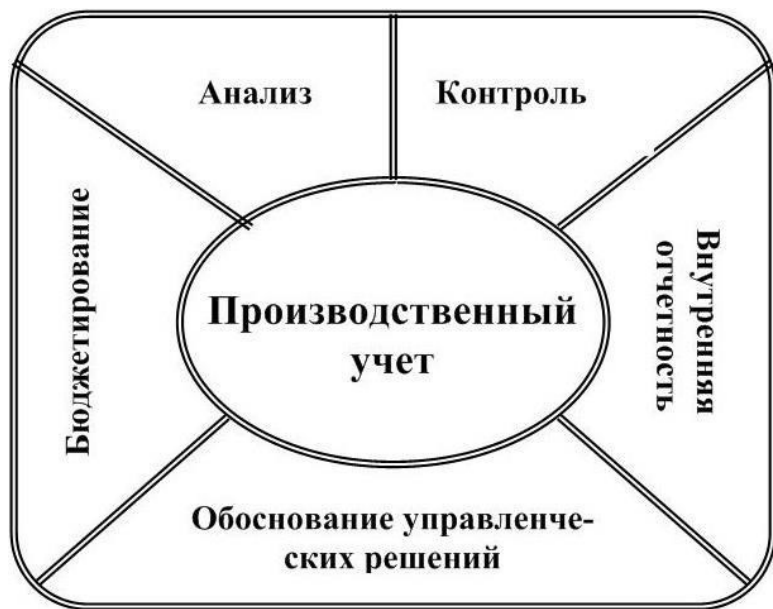 Анализ
Контроль
Бюджетирование
Производственный
учет
Внутренняя
отчетность
Обоснование управленче-
ских решений